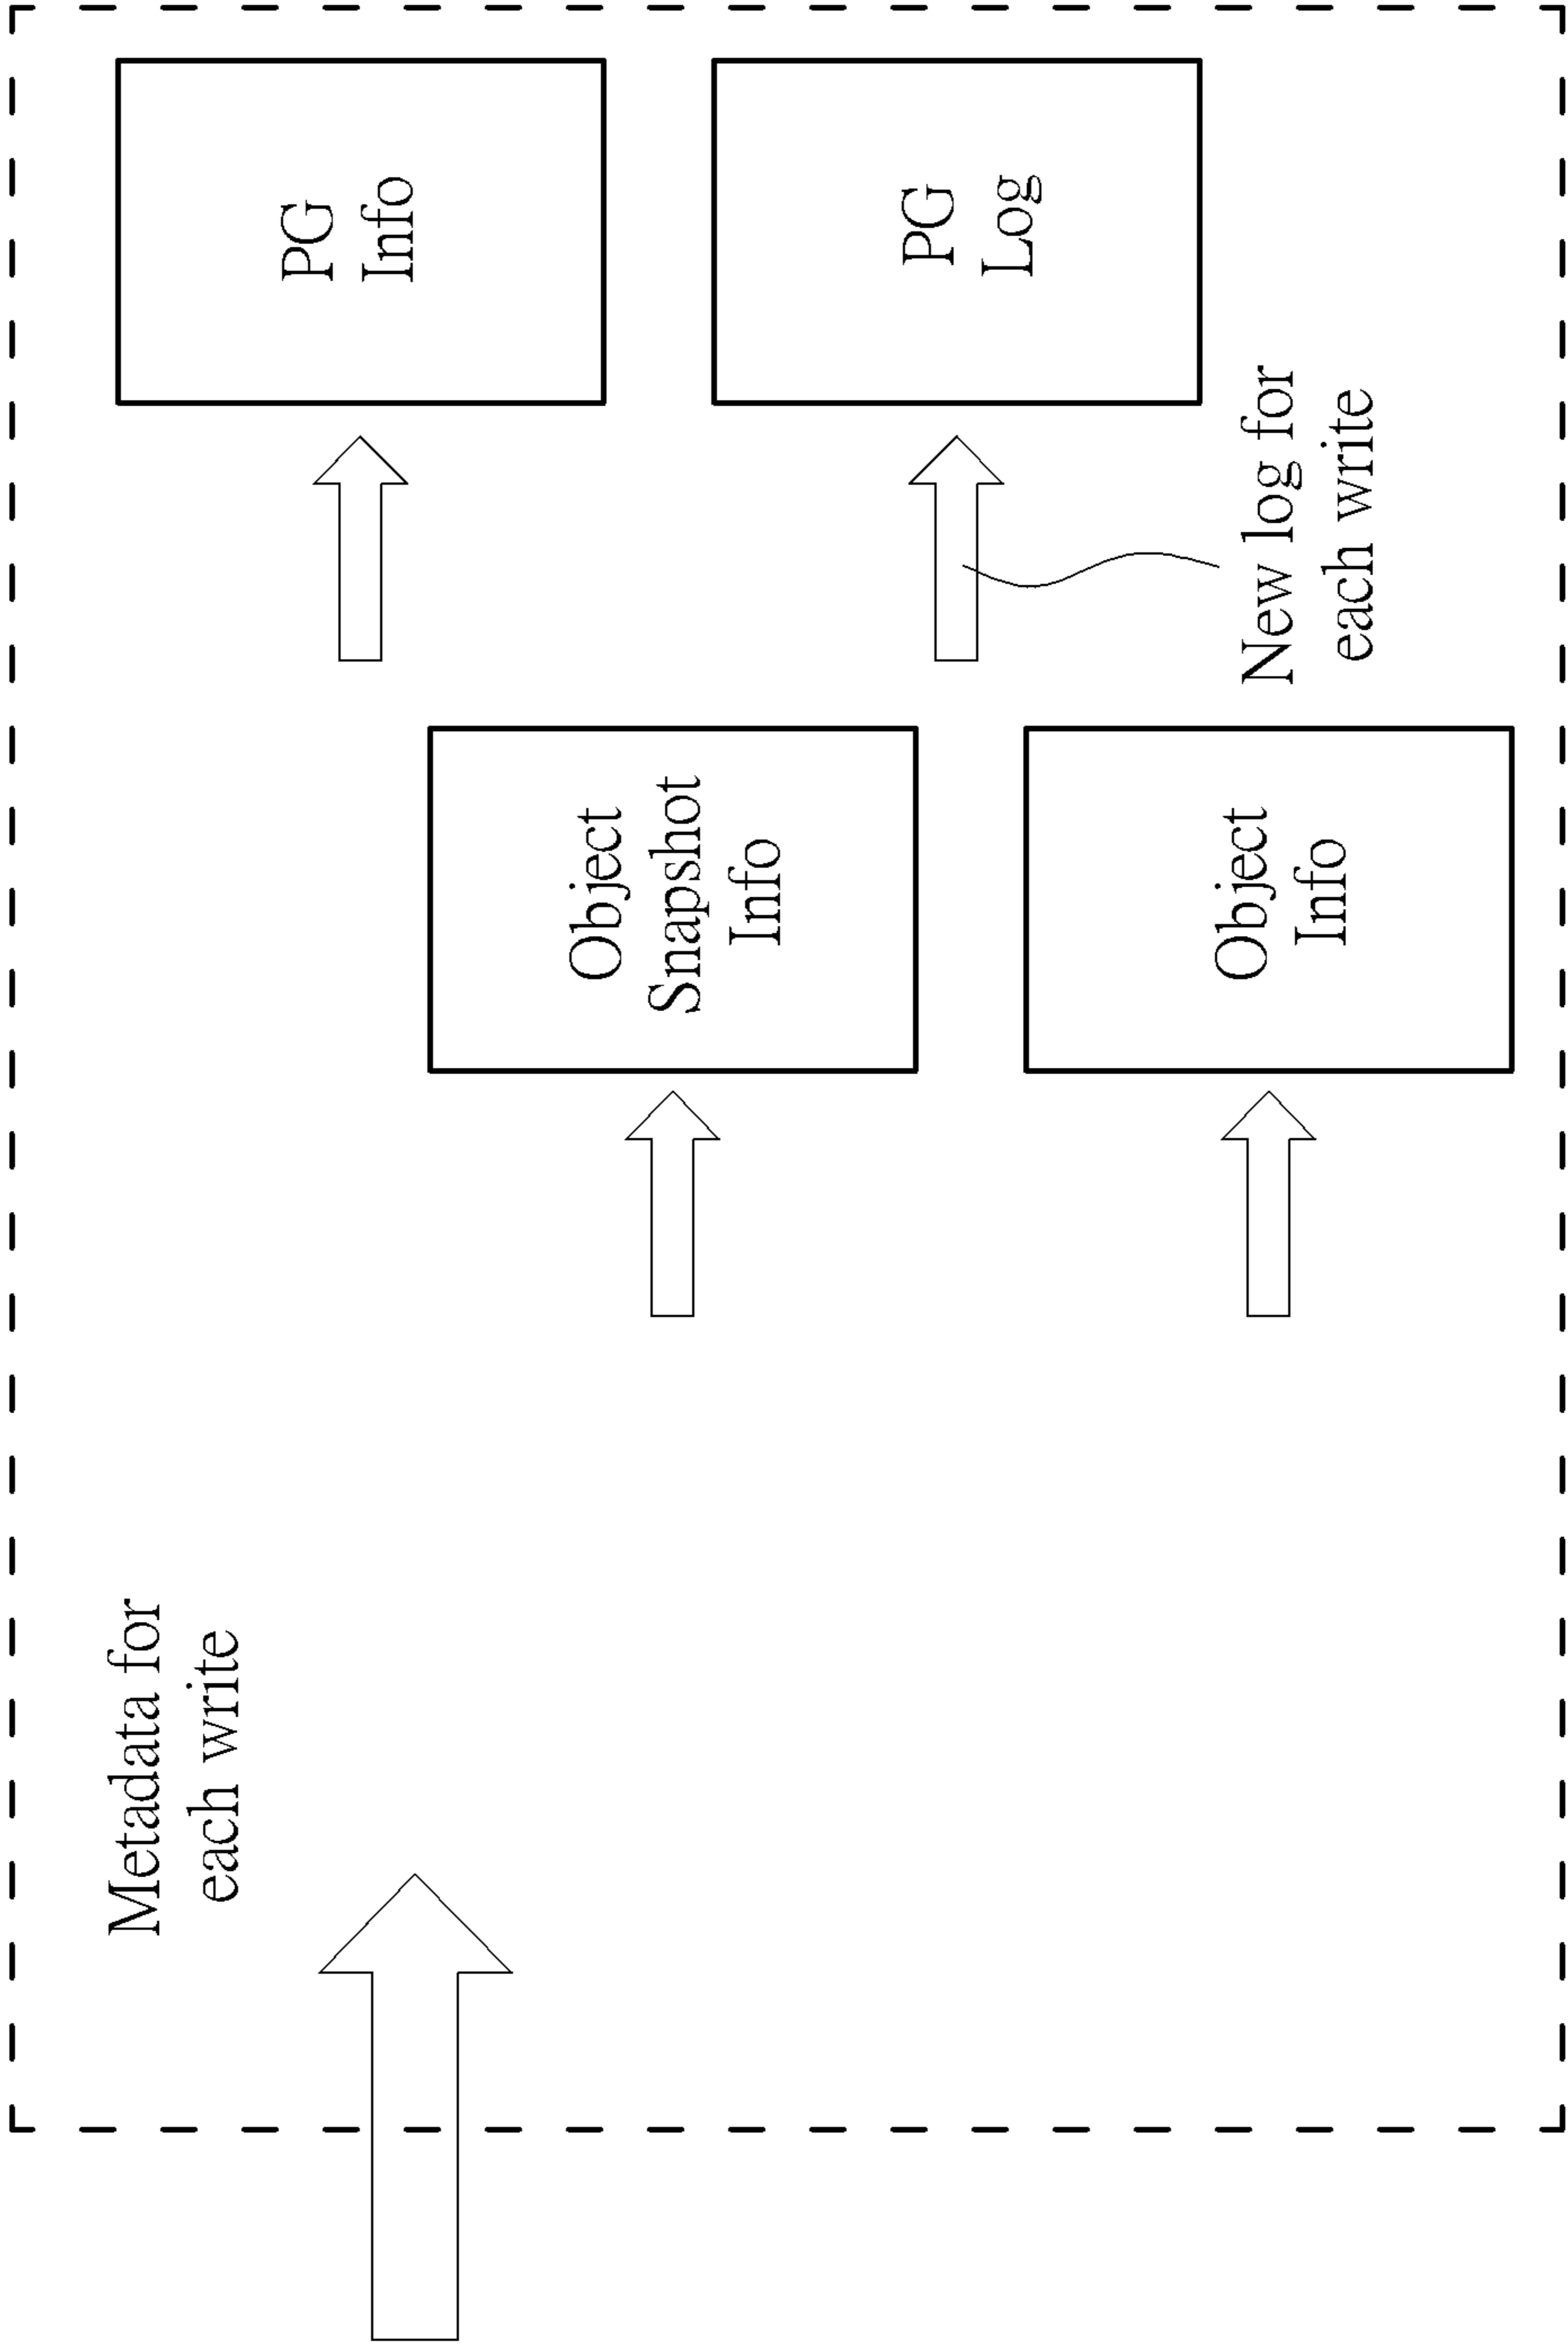 Metadata for
each write
PG
Info
Object
Snapshot
Info
PG
Log
New log for
each write
Object
Info